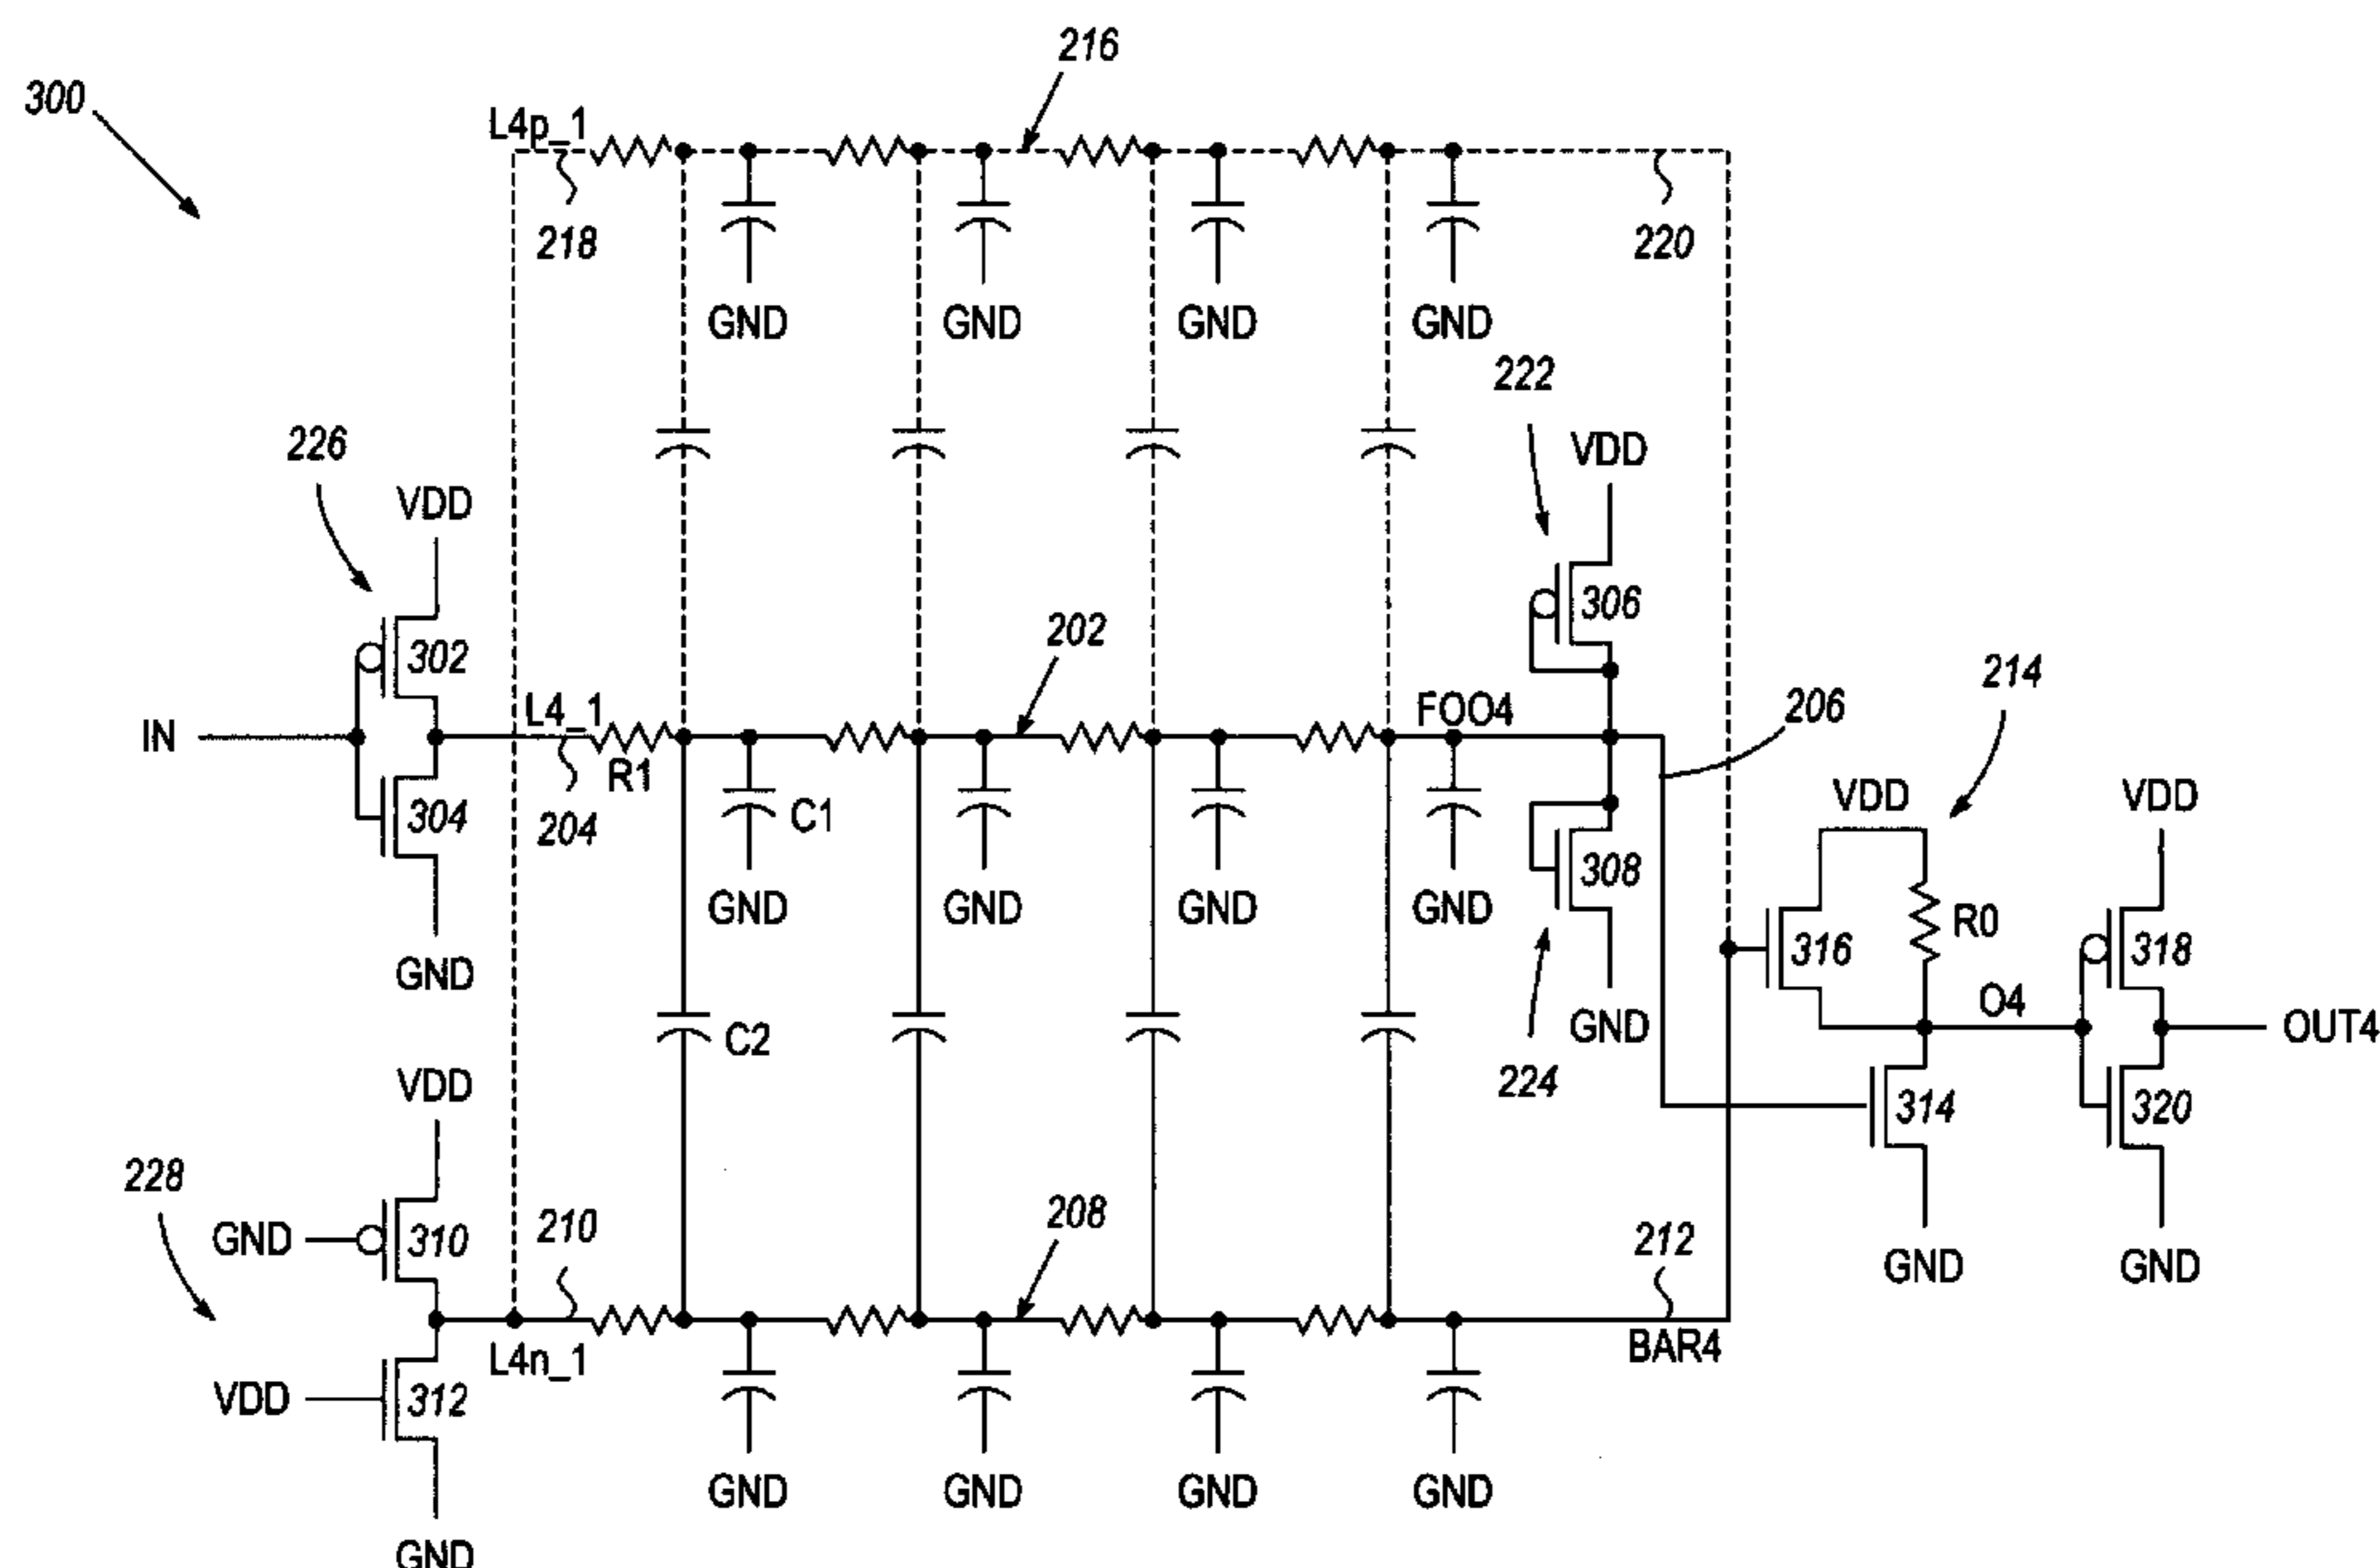 216
300
L4p_1
218
220
GND GND GND GND
222
226
VDD
VDD
306
202
302
214
L4_1
FOO4
206
IN
R1
304
204
C1
VDD
VDD
308
GND GND GND GND
R0
316
318
GND
O4
C2
GND
OUT4
224
VDD
314
320
228
210
208
212
GND
310
GND
GND
L4n_1
BAR4
VDD
312
GND GND GND GND
GND